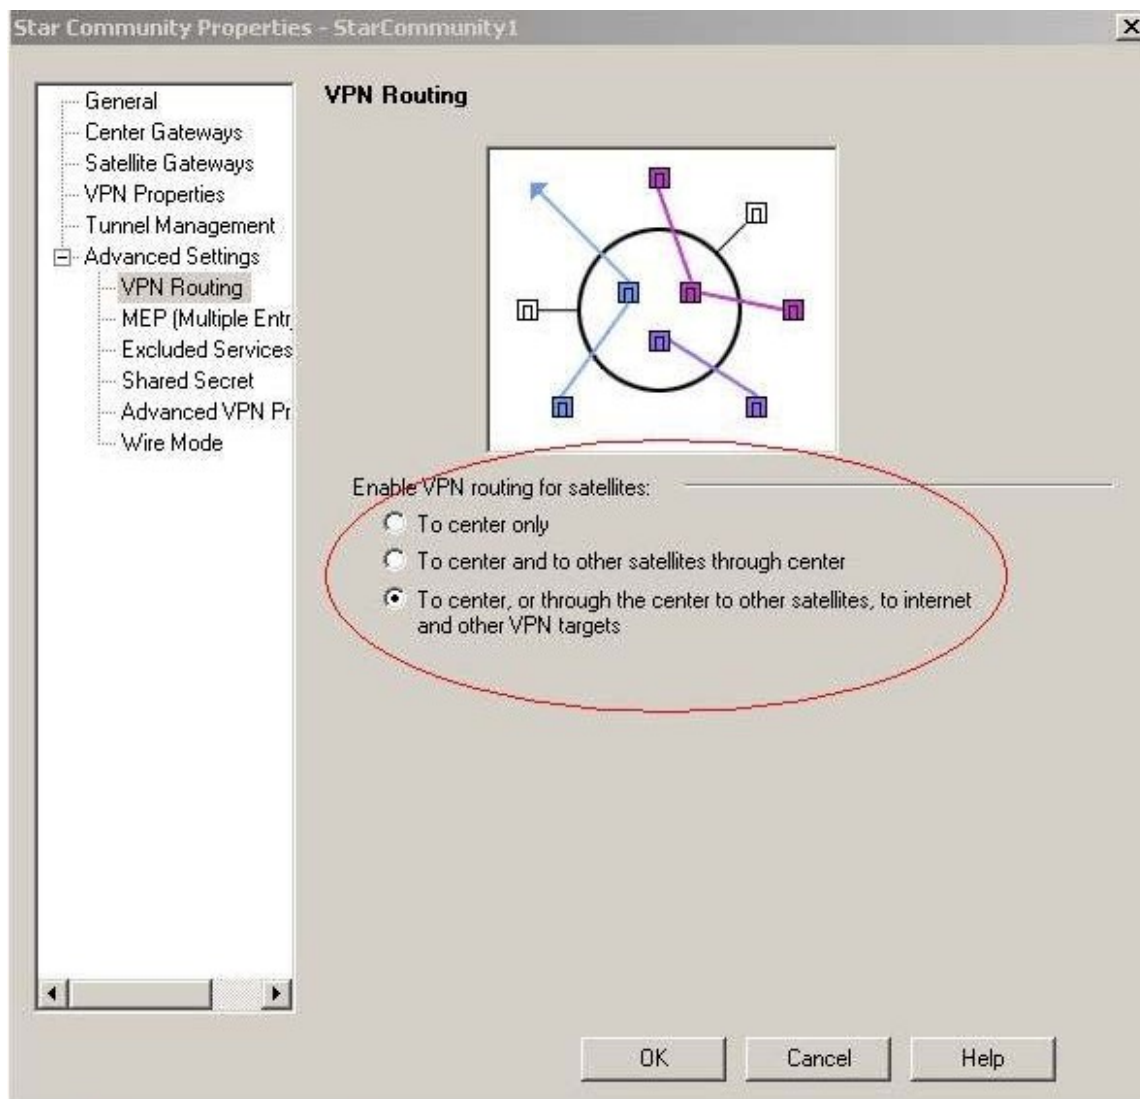 Star Community Properties - StarCommunity1
General
Center Gateways
Satellite Gateways
VPN Properties
Tunnel Management
Advanced Settings
VPN Routing
MEP (Multiple Entr
Excluded Services
Shared Secret
Advanced VPN Pr
Wire Mode
VPN Routing
Enable VPN routing for satellites:
To center only
To center and to other satellites through center
To center, or through the center to other satellites, to internet
and other VPN targets
OK
Cancel
Help